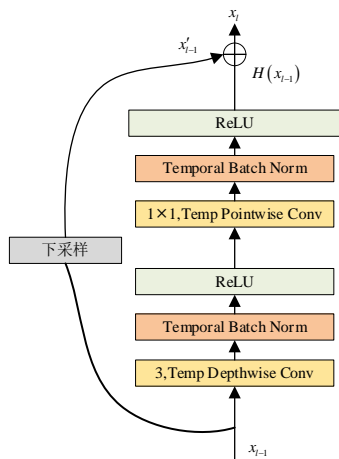 x_l
x'_{l-1}
H(x_{l-1})
ReLU
Temporal Batch Norm
1×1,Temp Pointwise Conv
下采样
ReLU
Temporal Batch Norm
3,Temp Depthwise Conv
x_{l-1}